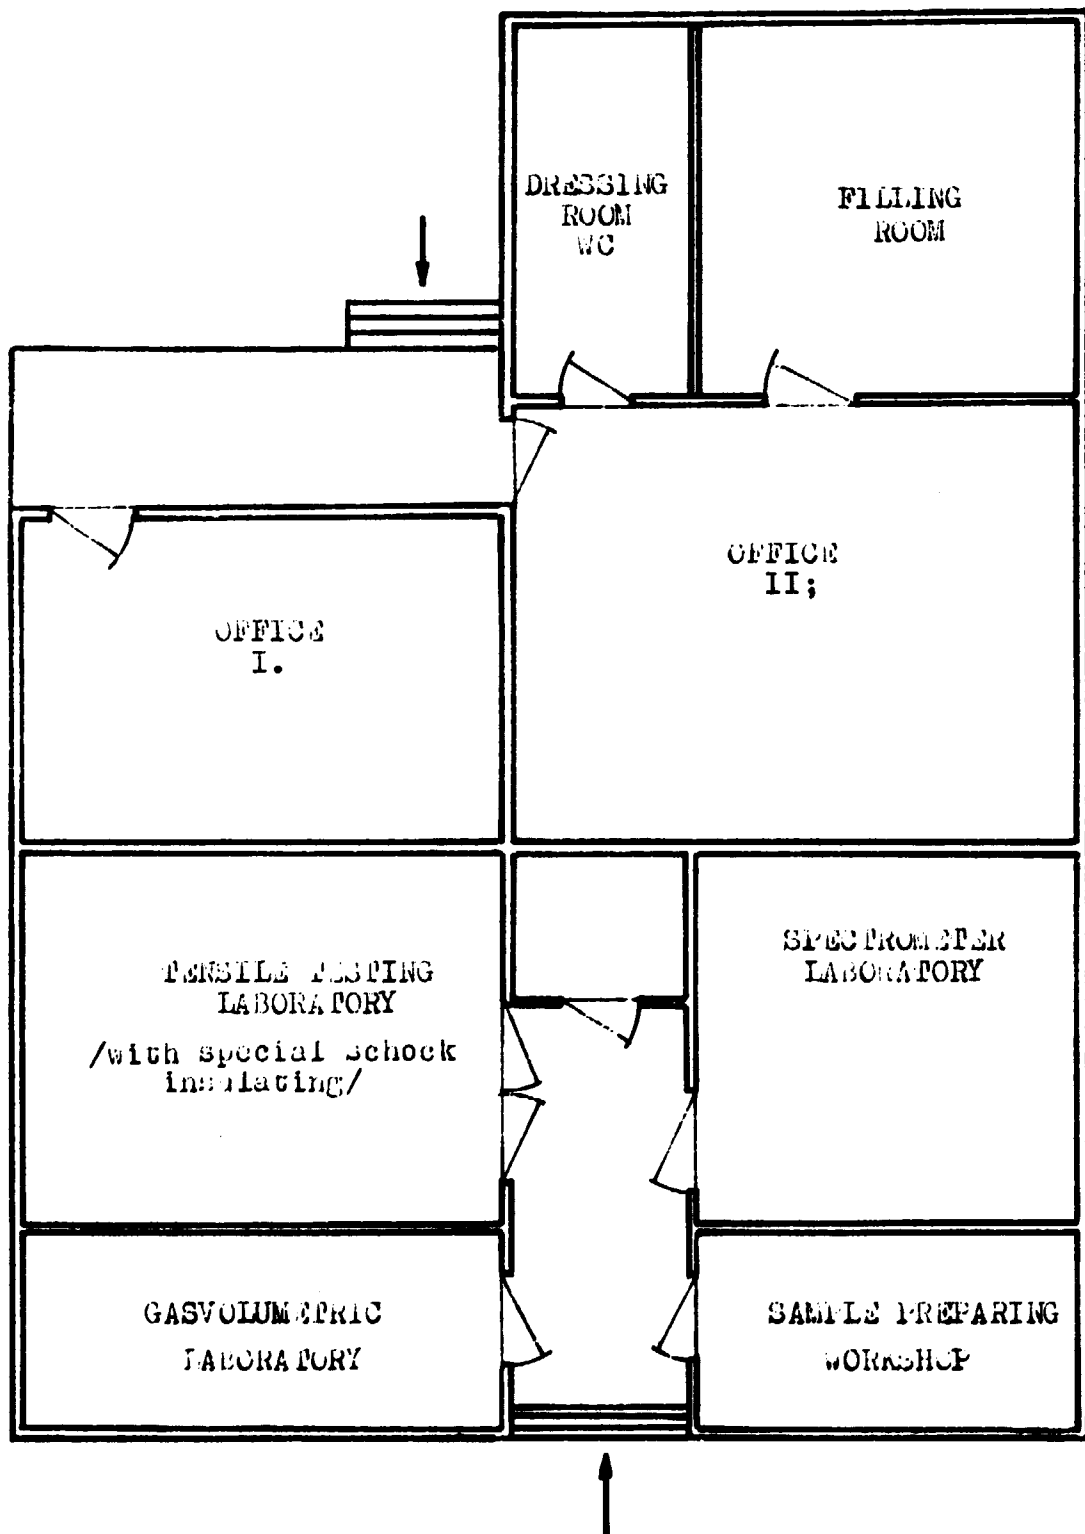 DRESSING
ROOM
WC
FILLING
ROOM
OFFICE
II;
OFFICE
I.
TENSILE TESTING
LABORATORY
/with special schock
insulating/
SPECTROMETER
LABORATORY
GASVOLUMETRIC
LABORATORY
SAMPLE PREPARING
WORKSHOP